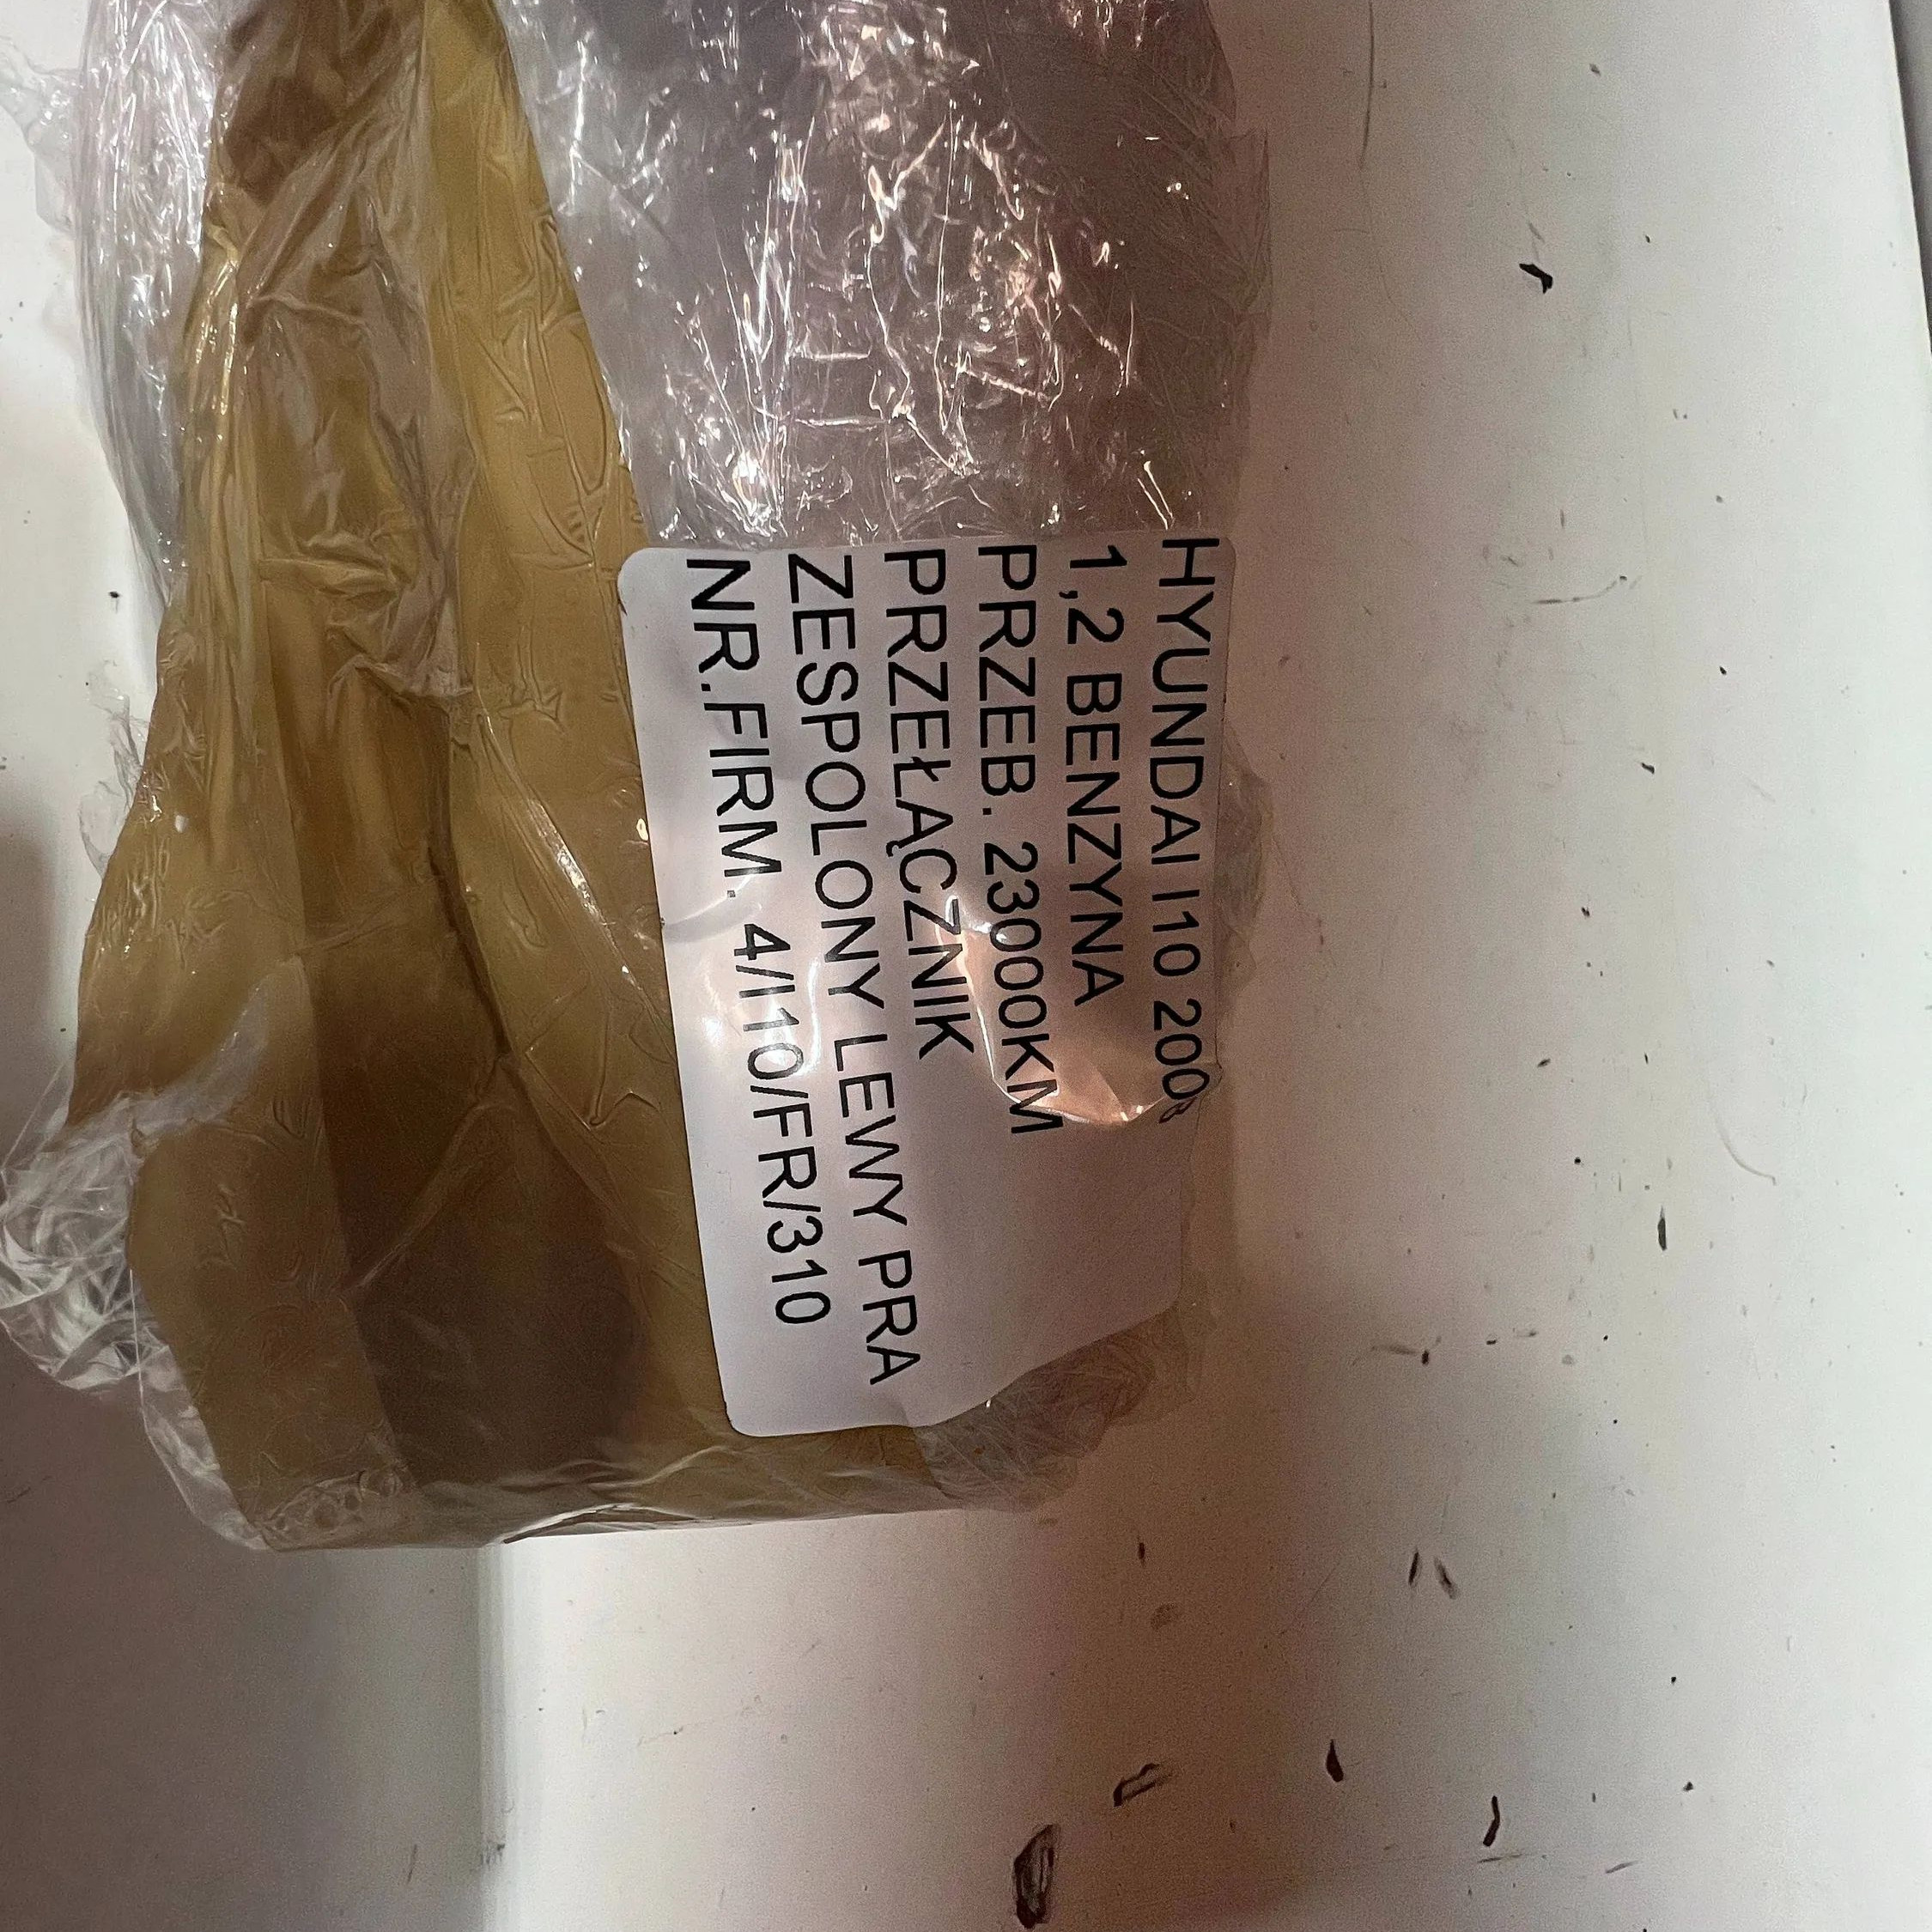 HYUNDAI I10 2008
1,2 BENZYNA
PRZEB. 23000KM
PRZEŁĄCZNIK
ZESPOLONY LEWY PRA
NR.FIRM. 4/I10/FR/310